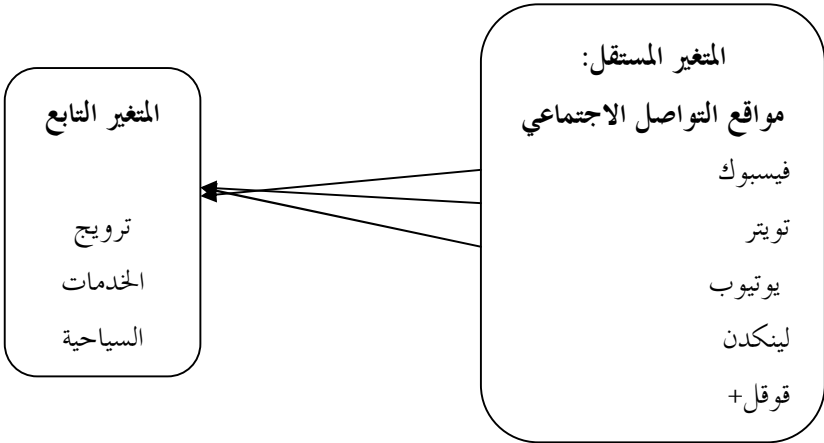 المتغير المستقل:
مواقع التواصل الاجتماعي
فيسبوك
تويتر
يوتيوب
لينكدن
قوقل+
المتغير التابع
ترويج
الخدمات
السياحية